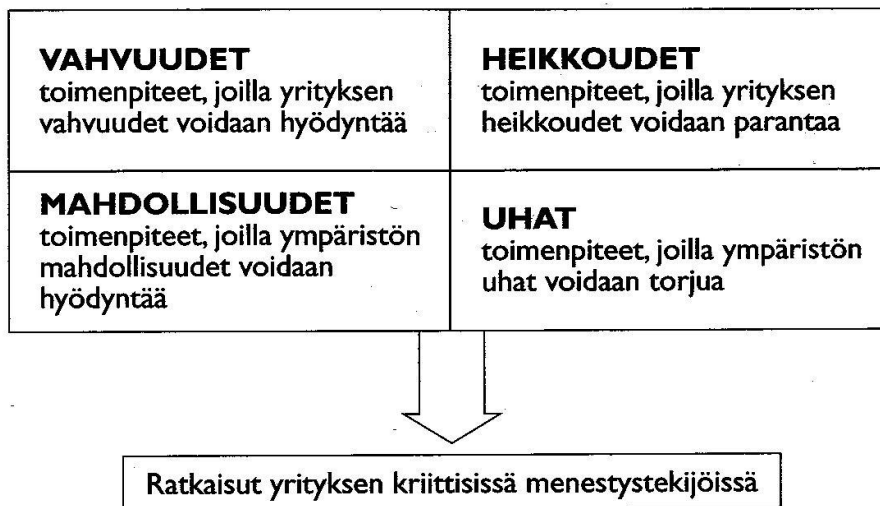 VAHVUUDET
toimenpiteet, joilla yrityksen
vahvuudet voidaan hyödyntää
HEIKKOUDET
toimenpiteet, joilla yrityksen
heikkoudet voidaan parantaa
MAHDOLLISUUDET
toimenpiteet, joilla ympäristön
mahdollisuudet voidaan
hyödyntää
UHAT
toimenpiteet, joilla ympäristön
uhat voidaan torjua
Ratkaisut yrityksen kriittisissä menestystekijöissä